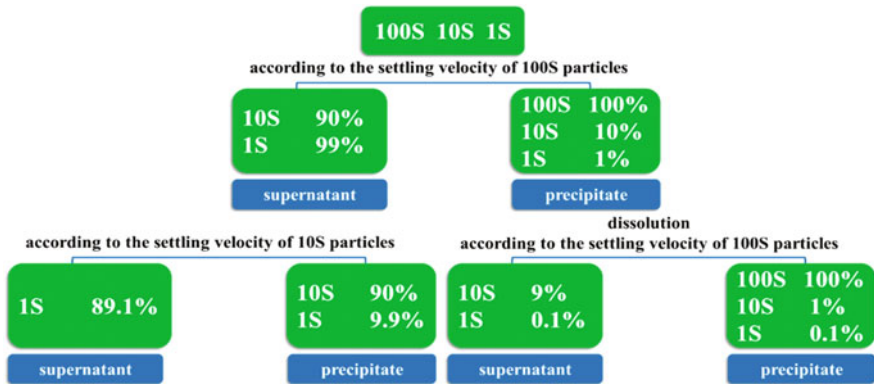 100S 10S 1S
according to the settling velocity of 100S particles
10S 90%
1S 99%
supernatant
100S 100%
10S 10%
1S 1%
precipitate
according to the settling velocity of 10S particles
dissolution
according to the settling velocity of 100S particles
1S 89.1%
supernatant
10S 90%
1S 9.9%
precipitate
10S 9%
1S 0.1%
supernatant
100S 100%
10S 1%
1S 0.1%
precipitate